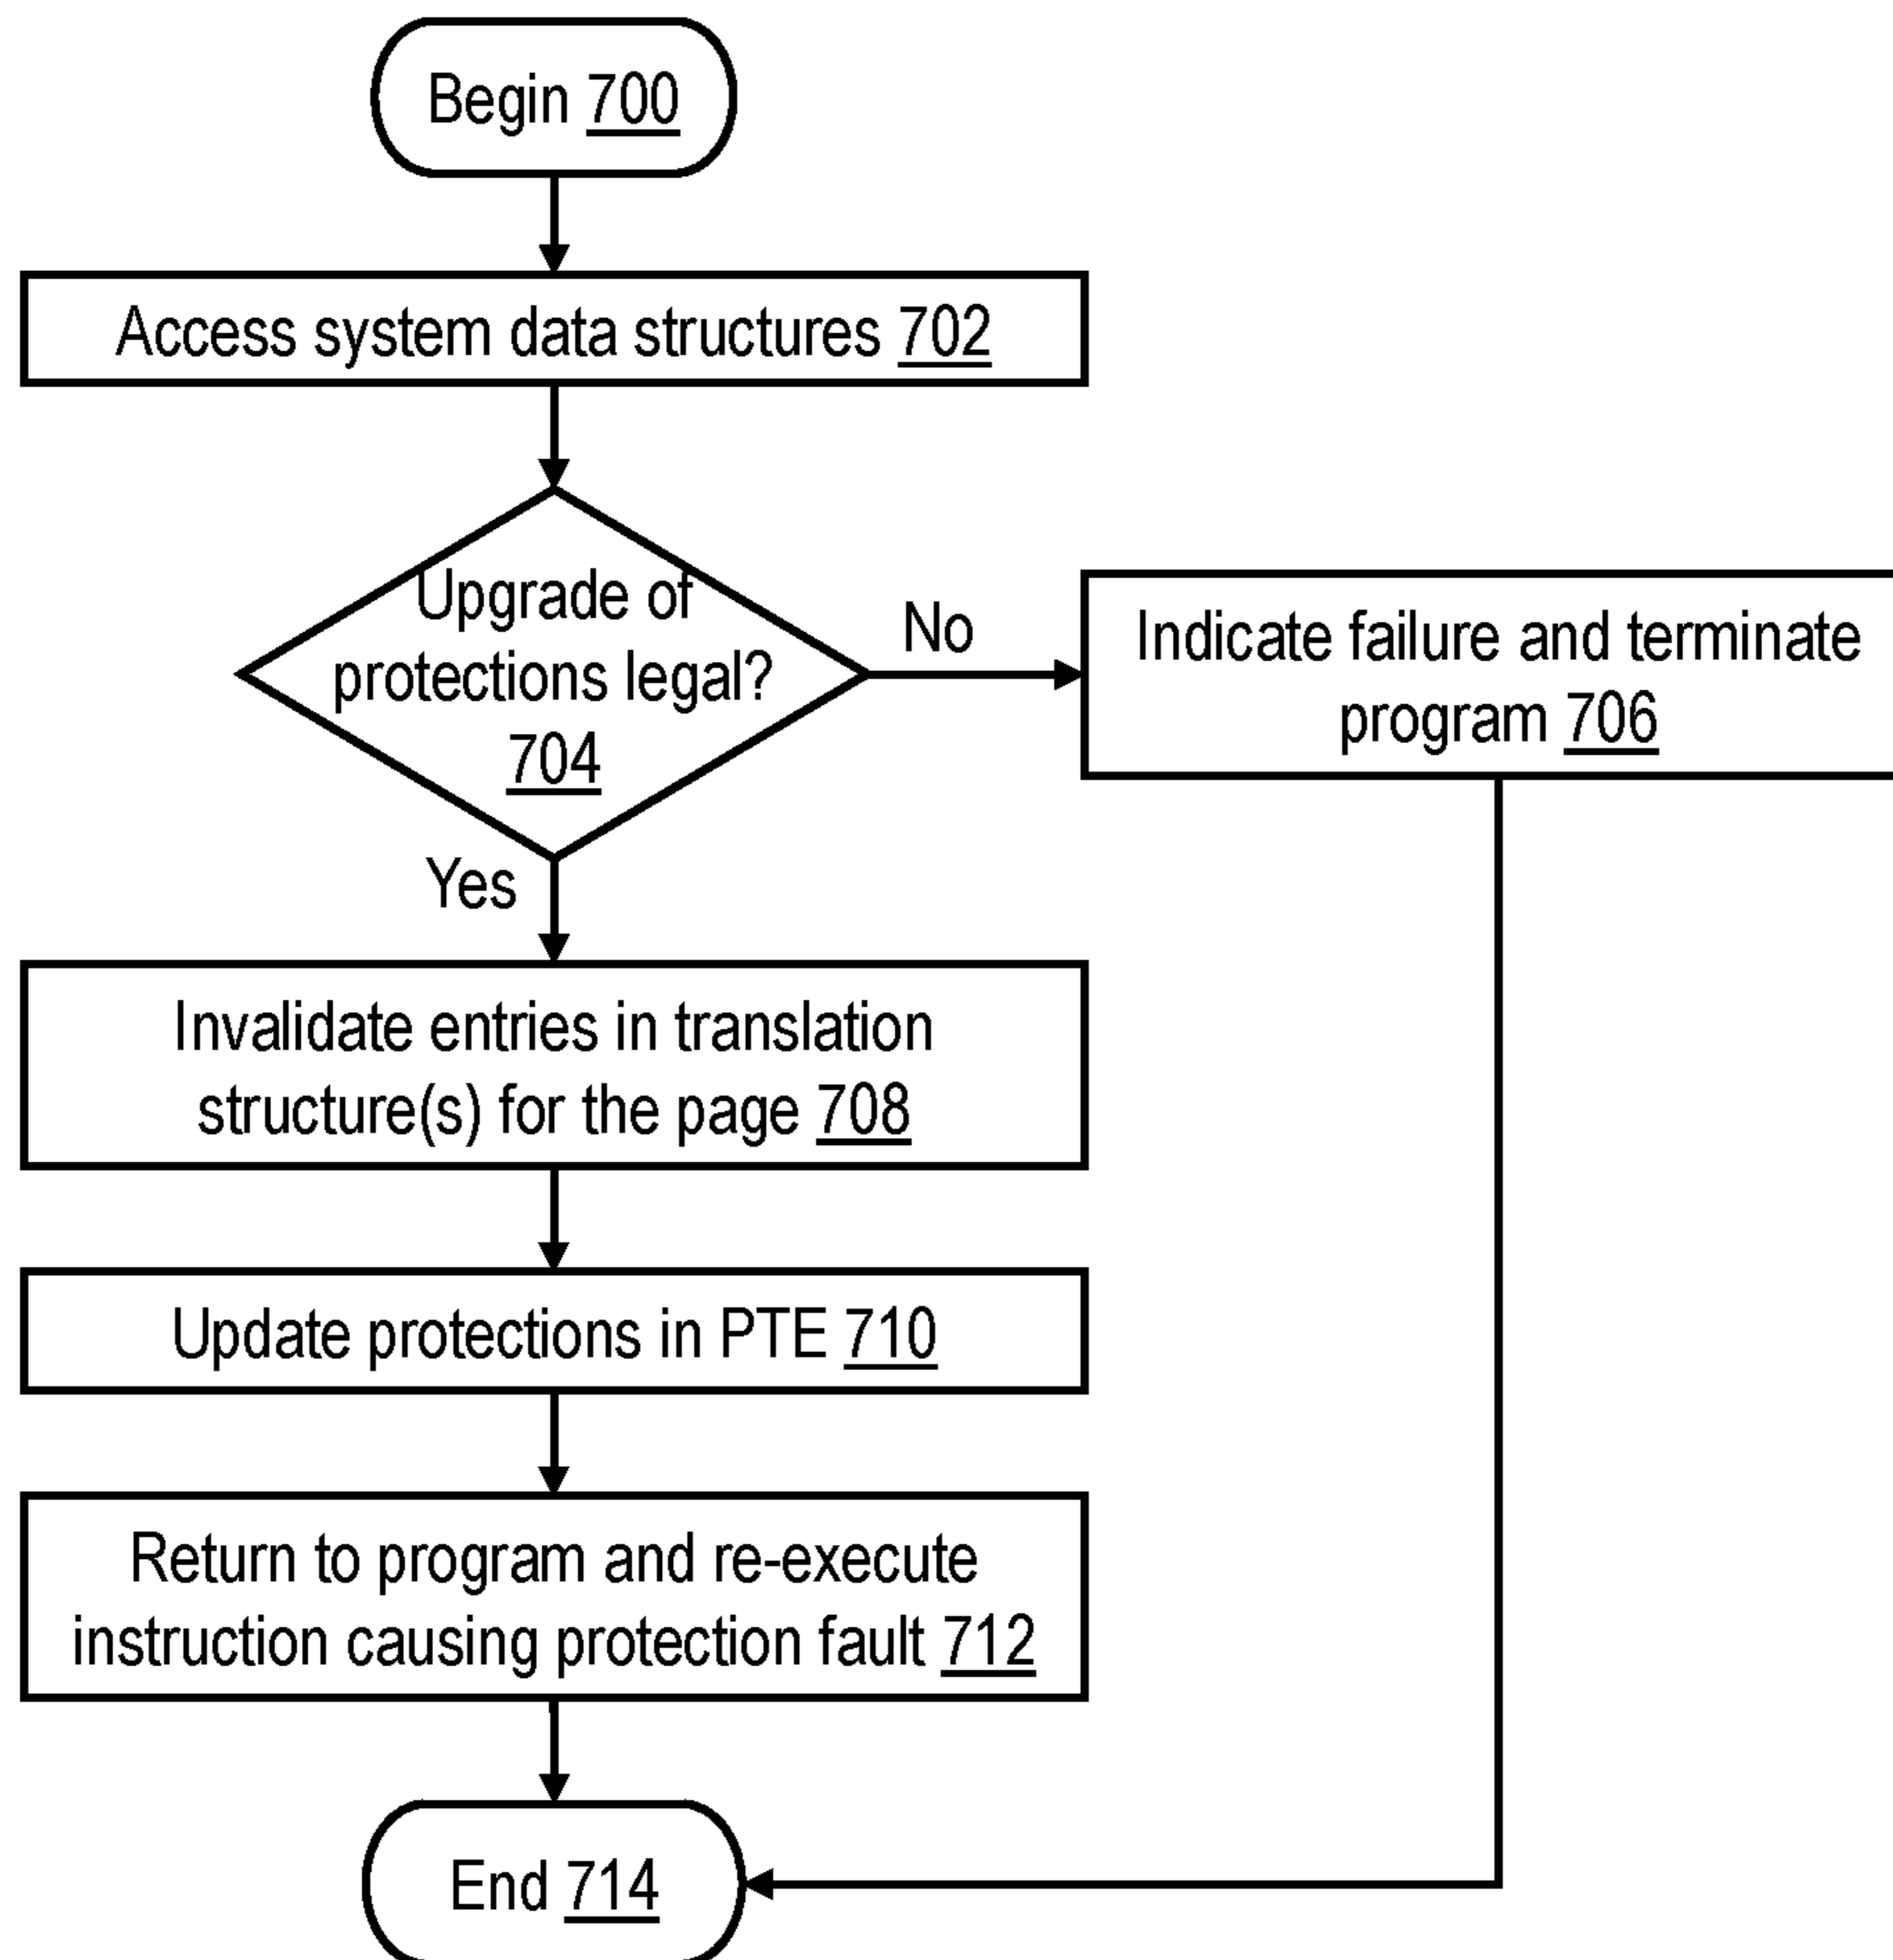 Begin 700
Access system data structures 702
Upgrade of
protections legal?
704
No
Indicate failure and terminate
program 706
Yes
Invalidate entries in translation
structure(s) for the page 708
Update protections in PTE 710
Return to program and re-execute
instruction causing protection fault 712
End 714